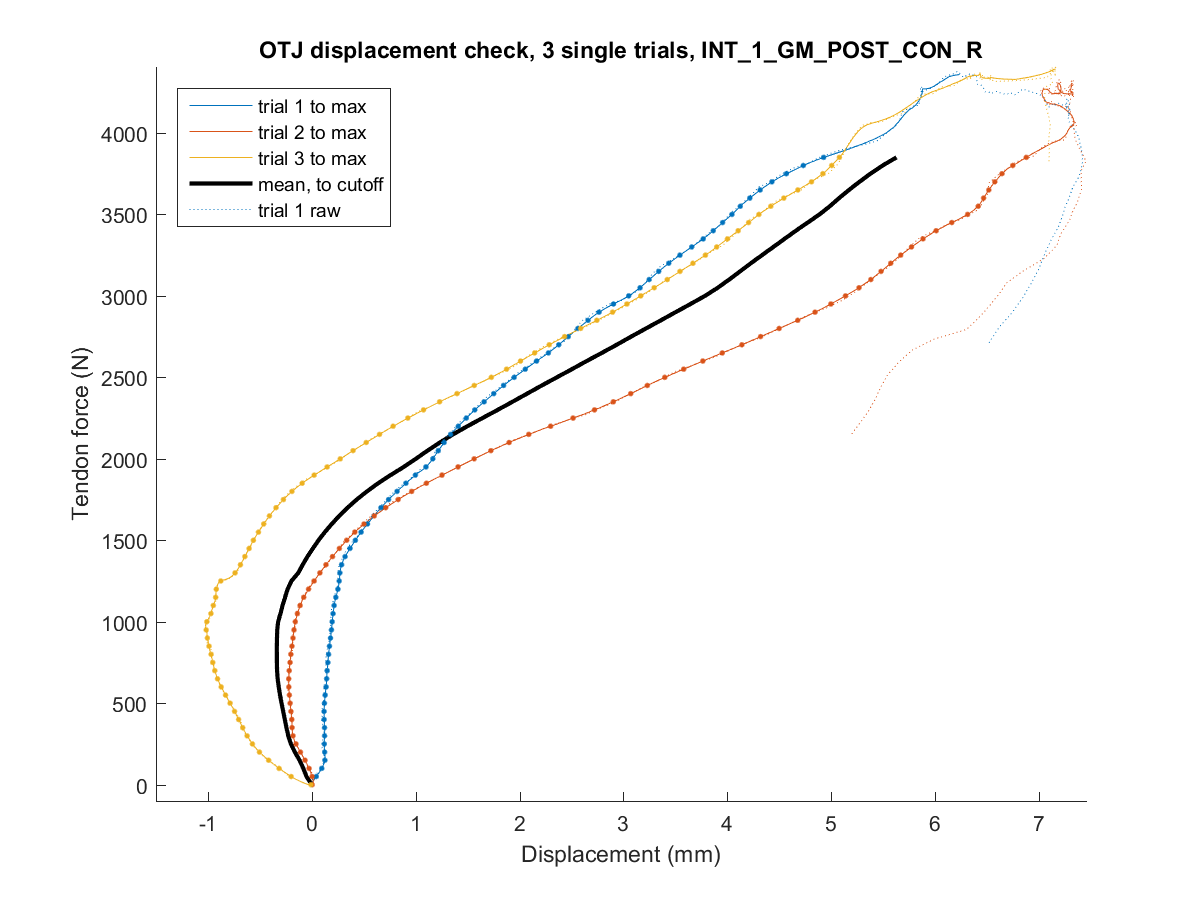 OTJ displacement check, 3 single trials, INT_1_GM_POST_CON_R
trial 1 to max
trial 2 to max
trial 3 to max
mean, to cutoff
trial 1 raw
Tendon force (N)
4000
3500
3000
2500
2000
1500
1000
500
0
-1 0 1 2 3 4 5 6 7
Displacement (mm)